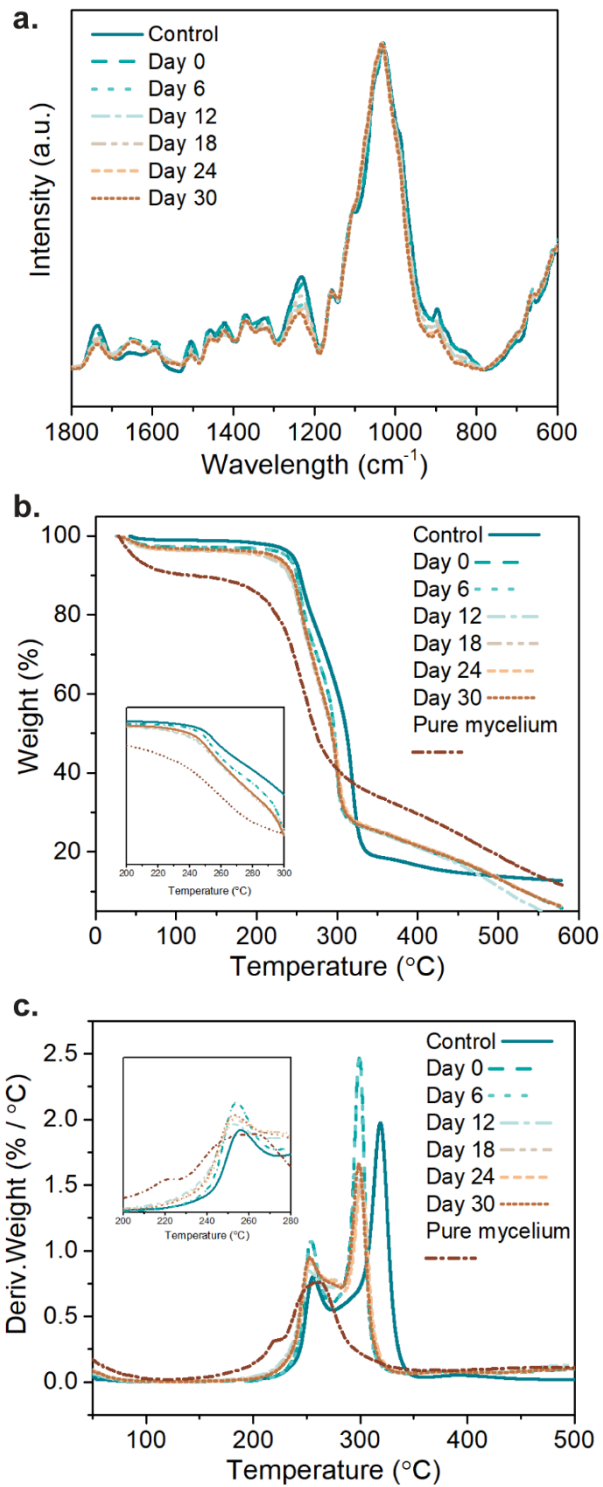 a.
Control
Day 0
Day 6
Day 12
Day 18
Day 24
Day 30
Intensity (a.u.)
1800 1600 1400 1200 1000 800 600
Wavelength (cm⁻¹)
b.
100
80
60
40
20
Weight (%)
Control
Day 0
Day 6
Day 12
Day 18
Day 24
Day 30
Pure mycelium
200 220 240 260 280 300
Temperature (°C)
0 100 200 300 400 500 600
Temperature (°C)
c.
2.5
2.0
1.5
1.0
0.5
0.0
Deriv.Weight (% / °C)
Control
Day 0
Day 6
Day 12
Day 18
Day 24
Day 30
Pure mycelium
200 220 240 260 280
Temperature (°C)
100 200 300 400 500
Temperature (°C)